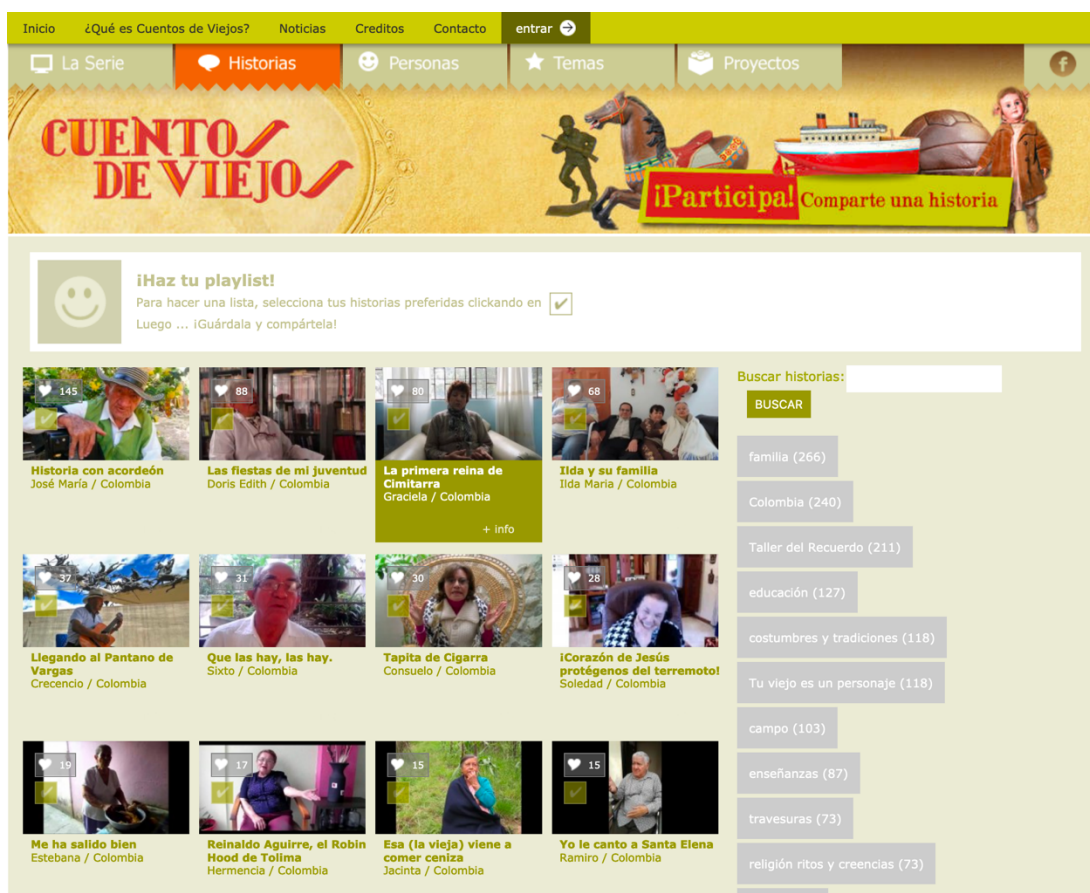 Inicio ¿Qué es Cuentos de Viejos? Noticias Creditos Contacto entrar
La Serie Historias Personas Temas Proyectos f
CUENTOS
DE VIEJOS
¡Participa! Comparte una historia
¡Haz tu playlist!
Para hacer una lista, selecciona tus historias preferidas clickando en
Luego ... ¡Guárdala y compártela!
145
Historia con acordeón
José María / Colombia
88
Las fiestas de mi juventud
Doris Edith / Colombia
80
La primera reina de
Cimitarra
Graciela / Colombia
+ info
68
Ilda y su familia
Ilda Maria / Colombia
37
Llegando al Pantano de
Vargas
Crecencio / Colombia
31
Que las hay, las hay.
Sixto / Colombia
30
Tapita de Cigarra
Consuelo / Colombia
28
¡Corazón de Jesús
protégenos del terremoto!
Soledad / Colombia
19
Me ha salido bien
Estebana / Colombia
17
Reinaldo Aguirre, el Robin
Hood de Tolima
Hermencia / Colombia
15
Esa (la vieja) viene a
comer ceniza
Jacinta / Colombia
15
Yo le canto a Santa Elena
Ramiro / Colombia
Buscar historias:
BUSCAR
familia (266)
Colombia (240)
Taller del Recuerdo (211)
educación (127)
costumbres y tradiciones (118)
Tu viejo es un personaje (118)
campo (103)
enseñanzas (87)
travesuras (73)
religión ritos y creencias (73)